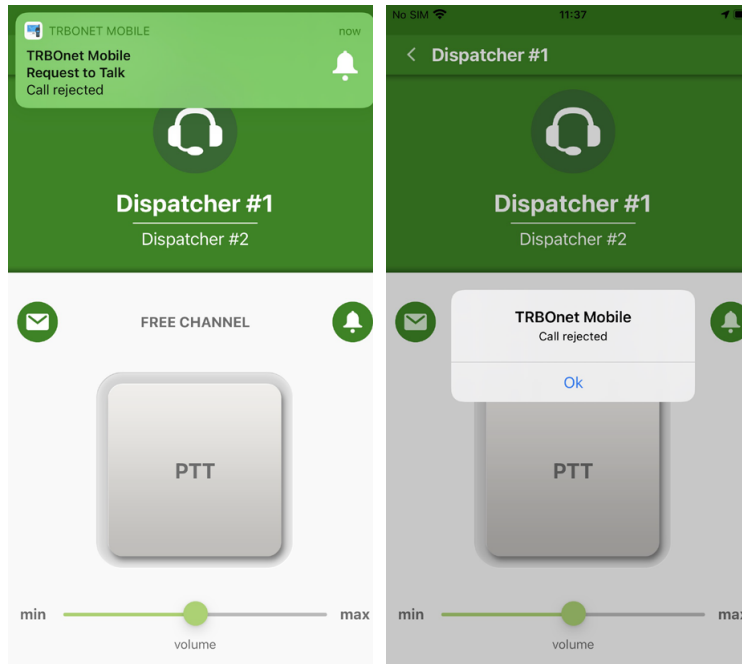 TRBONET MOBILE
now
TRBOnet Mobile
Request to Talk
Call rejected
Dispatcher #1
Dispatcher #2
FREE CHANNEL
PTT
min
max
volume
No SIM
11:37
Dispatcher #1
Dispatcher #1
Dispatcher #2
TRBOnet Mobile
Call rejected
Ok
PTT
min
max
volume